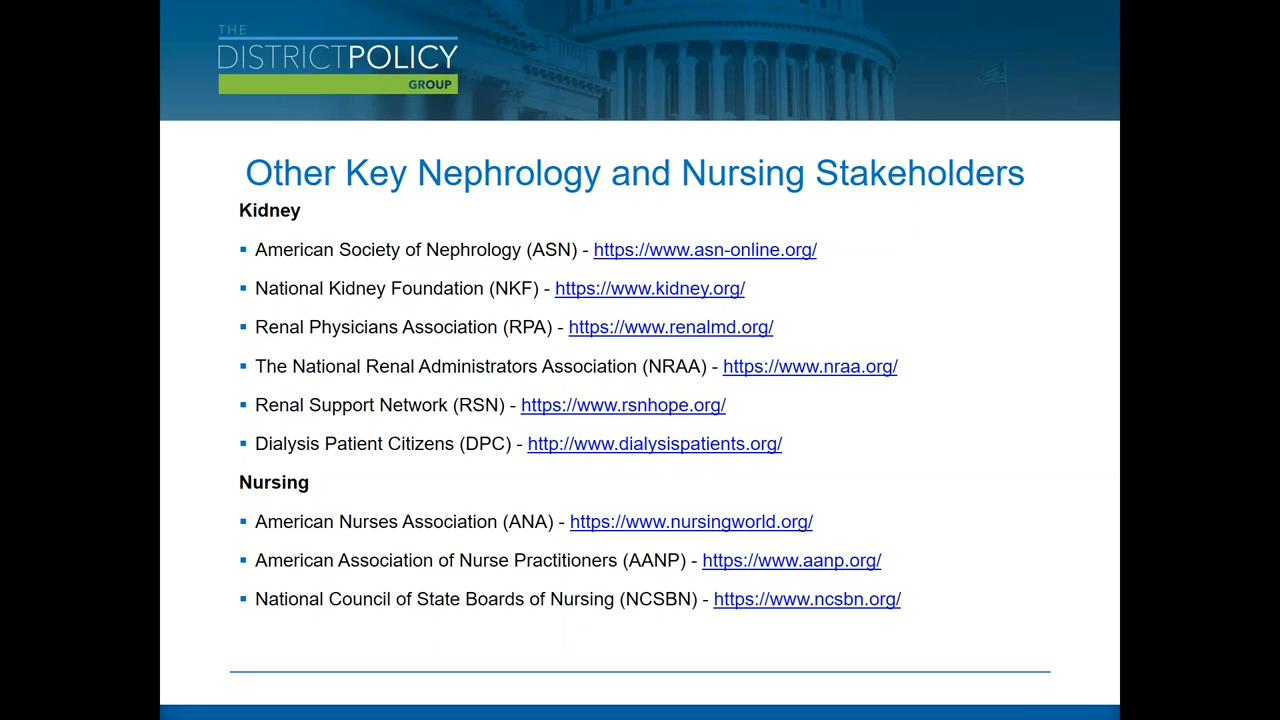 THE
DISTRICTPOLICY
GROUP
Other Key Nephrology and Nursing Stakeholders
Kidney
▪ American Society of Nephrology (ASN) - https://www.asn-online.org/
▪ National Kidney Foundation (NKF) - https://www.kidney.org/
▪ Renal Physicians Association (RPA) - https://www.renalmd.org/
▪ The National Renal Administrators Association (NRAA) - https://www.nraa.org/
▪ Renal Support Network (RSN) - https://www.rsnhope.org/
▪ Dialysis Patient Citizens (DPC) - http://www.dialysispatients.org/
Nursing
▪ American Nurses Association (ANA) - https://www.nursingworld.org/
▪ American Association of Nurse Practitioners (AANP) - https://www.aanp.org/
▪ National Council of State Boards of Nursing (NCSBN) - https://www.ncsbn.org/